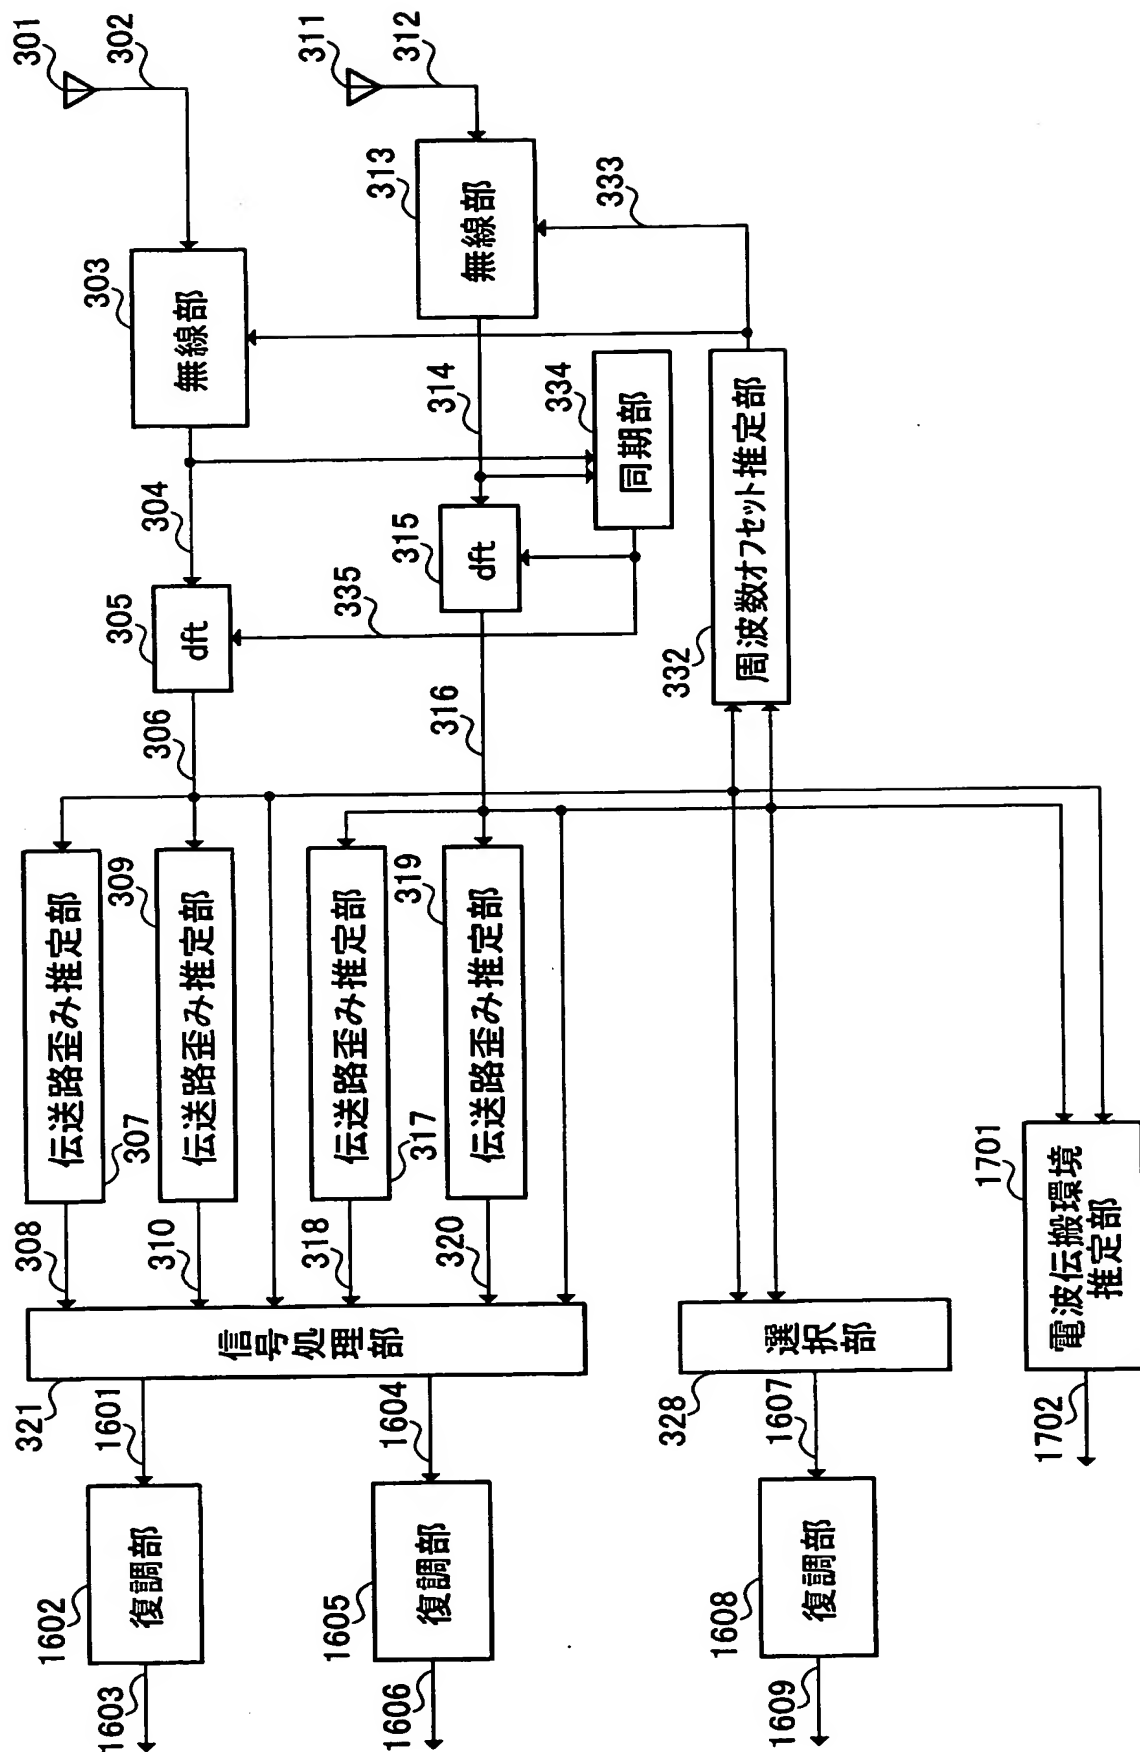 301
302
303
無線部
304
305
dft
306
307
伝送路歪み推定部
308
309
伝送路歪み推定部
310
311
312
313
無線部
314
315
dft
316
317
伝送路歪み推定部
318
319
伝送路歪み推定部
320
321
信号処理部
1601
1602
復調部
1603
1604
1605
復調部
1606
333
334
同期部
335
332
周波数オフセット推定部
328
選択部
1607
1608
復調部
1609
1701
電波伝搬環境
推定部
1702